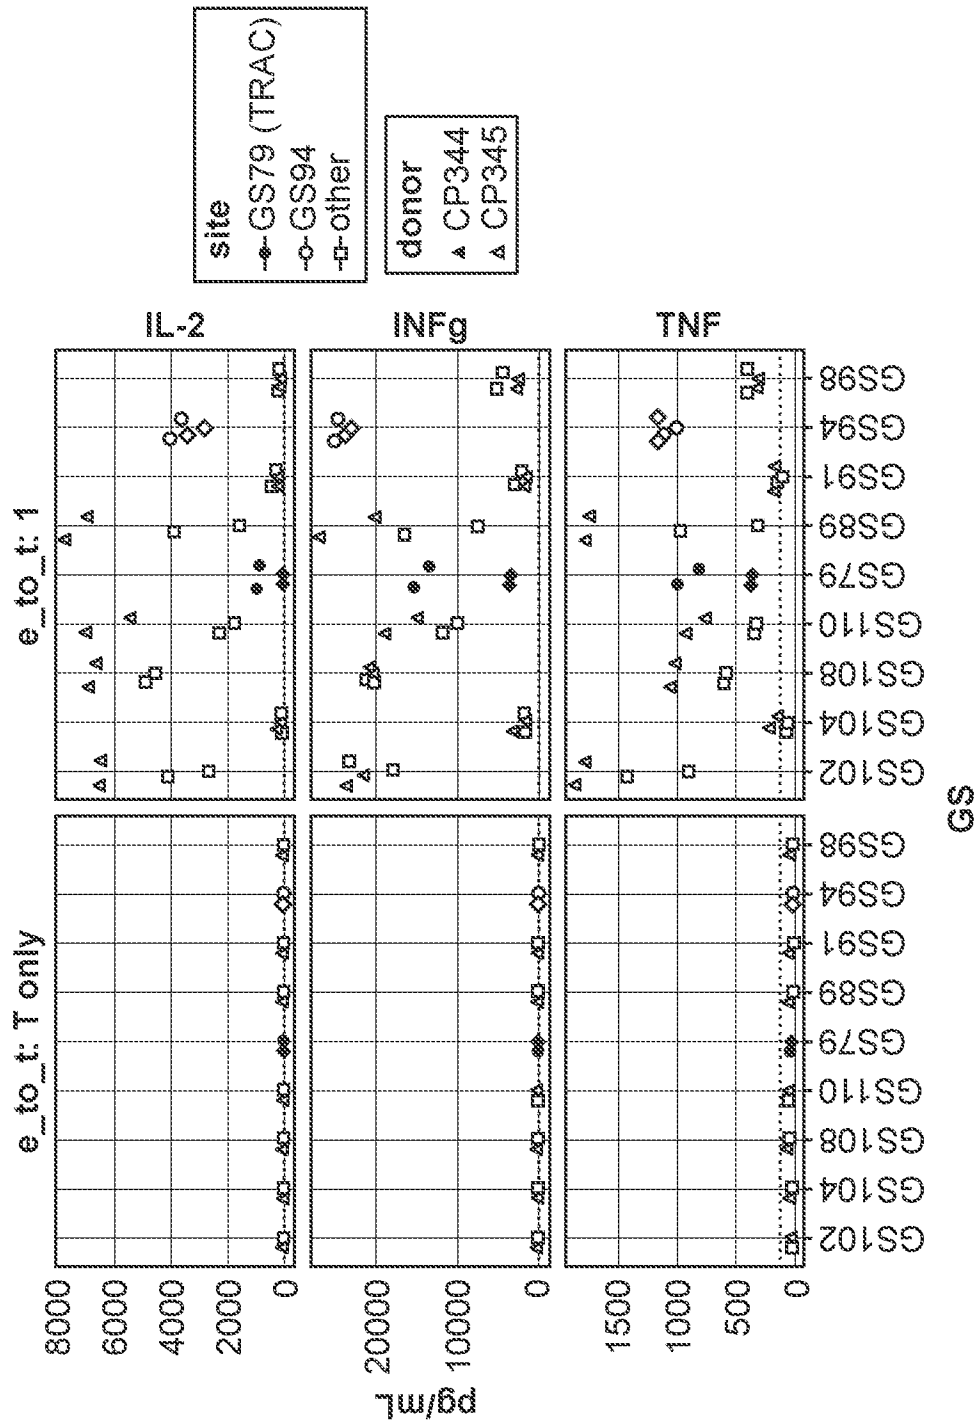 e_to_t: T only
e_to_t: 1
8000
6000
4000
2000
0
IL-2
20000
10000
0
INFg
1500
1000
500
0
TNF
pg/mL
GS102
GS104
GS108
GS110
GS79
GS89
GS91
GS94
GS98
GS102
GS104
GS108
GS110
GS79
GS89
GS91
GS94
GS98
GS
site
GS79 (TRAC)
GS94
other
donor
CP344
CP345